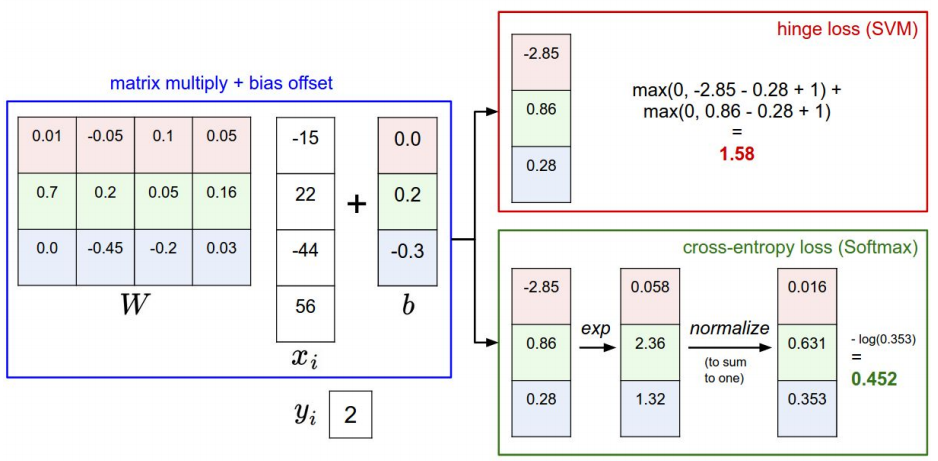 matrix multiply + bias offset
0.01 -0.05 0.1 0.05
0.7 0.2 0.05 0.16
0.0 -0.45 -0.2 0.03
W
-15
22
-44
56
x_i
+
0.0
0.2
-0.3
b
y_i 2
hinge loss (SVM)
-2.85
0.86
0.28
max(0, -2.85 - 0.28 + 1) +
max(0, 0.86 - 0.28 + 1)
=
1.58
cross-entropy loss (Softmax)
-2.85
0.86
0.28
exp
0.058
2.36
1.32
normalize
(to sum
to one)
0.016
0.631
0.353
- log(0.353)
=
0.452